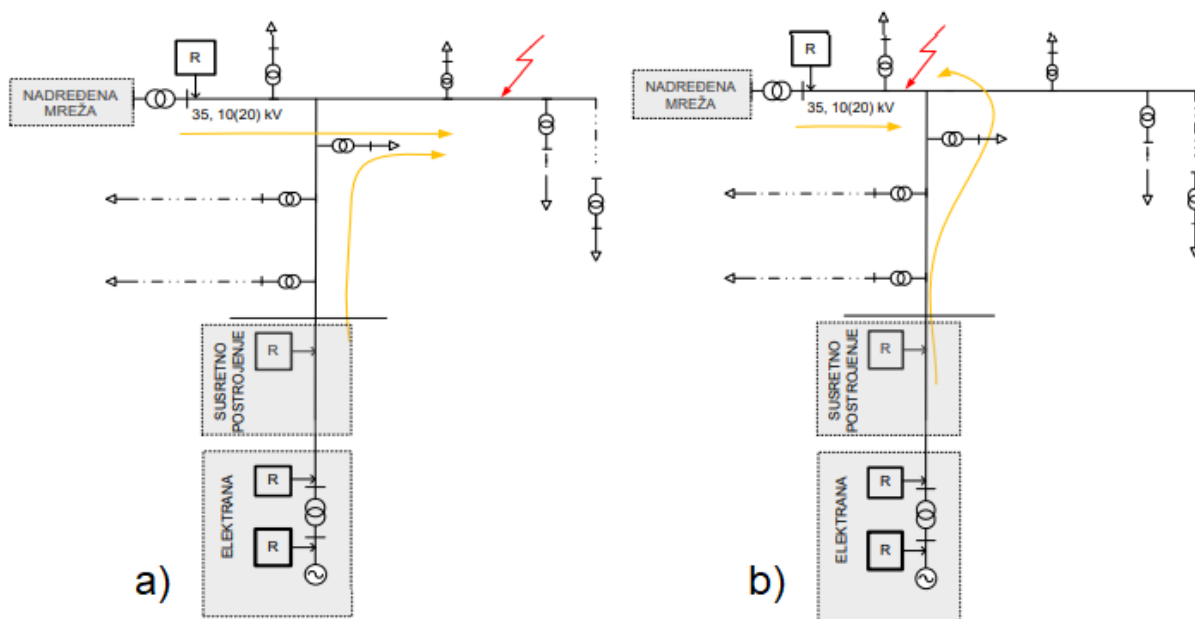 R
NADREĐENA
MREŽA
35, 10(20) kV
R
SUSRETNO
POSTROJENJE
R
R
ELEKTRANA
a)
R
NADREĐENA
MREŽA
35, 10(20) kV
R
SUSRETNO
POSTROJENJE
R
R
ELEKTRANA
b)